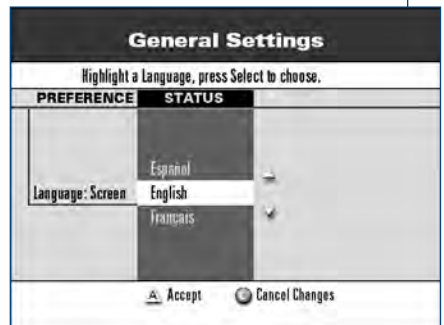 General Settings
Highlight a Language, press Select to choose.
PREFERENCE STATUS
Español
Language: Screen English
Français
A Accept C Cancel Changes